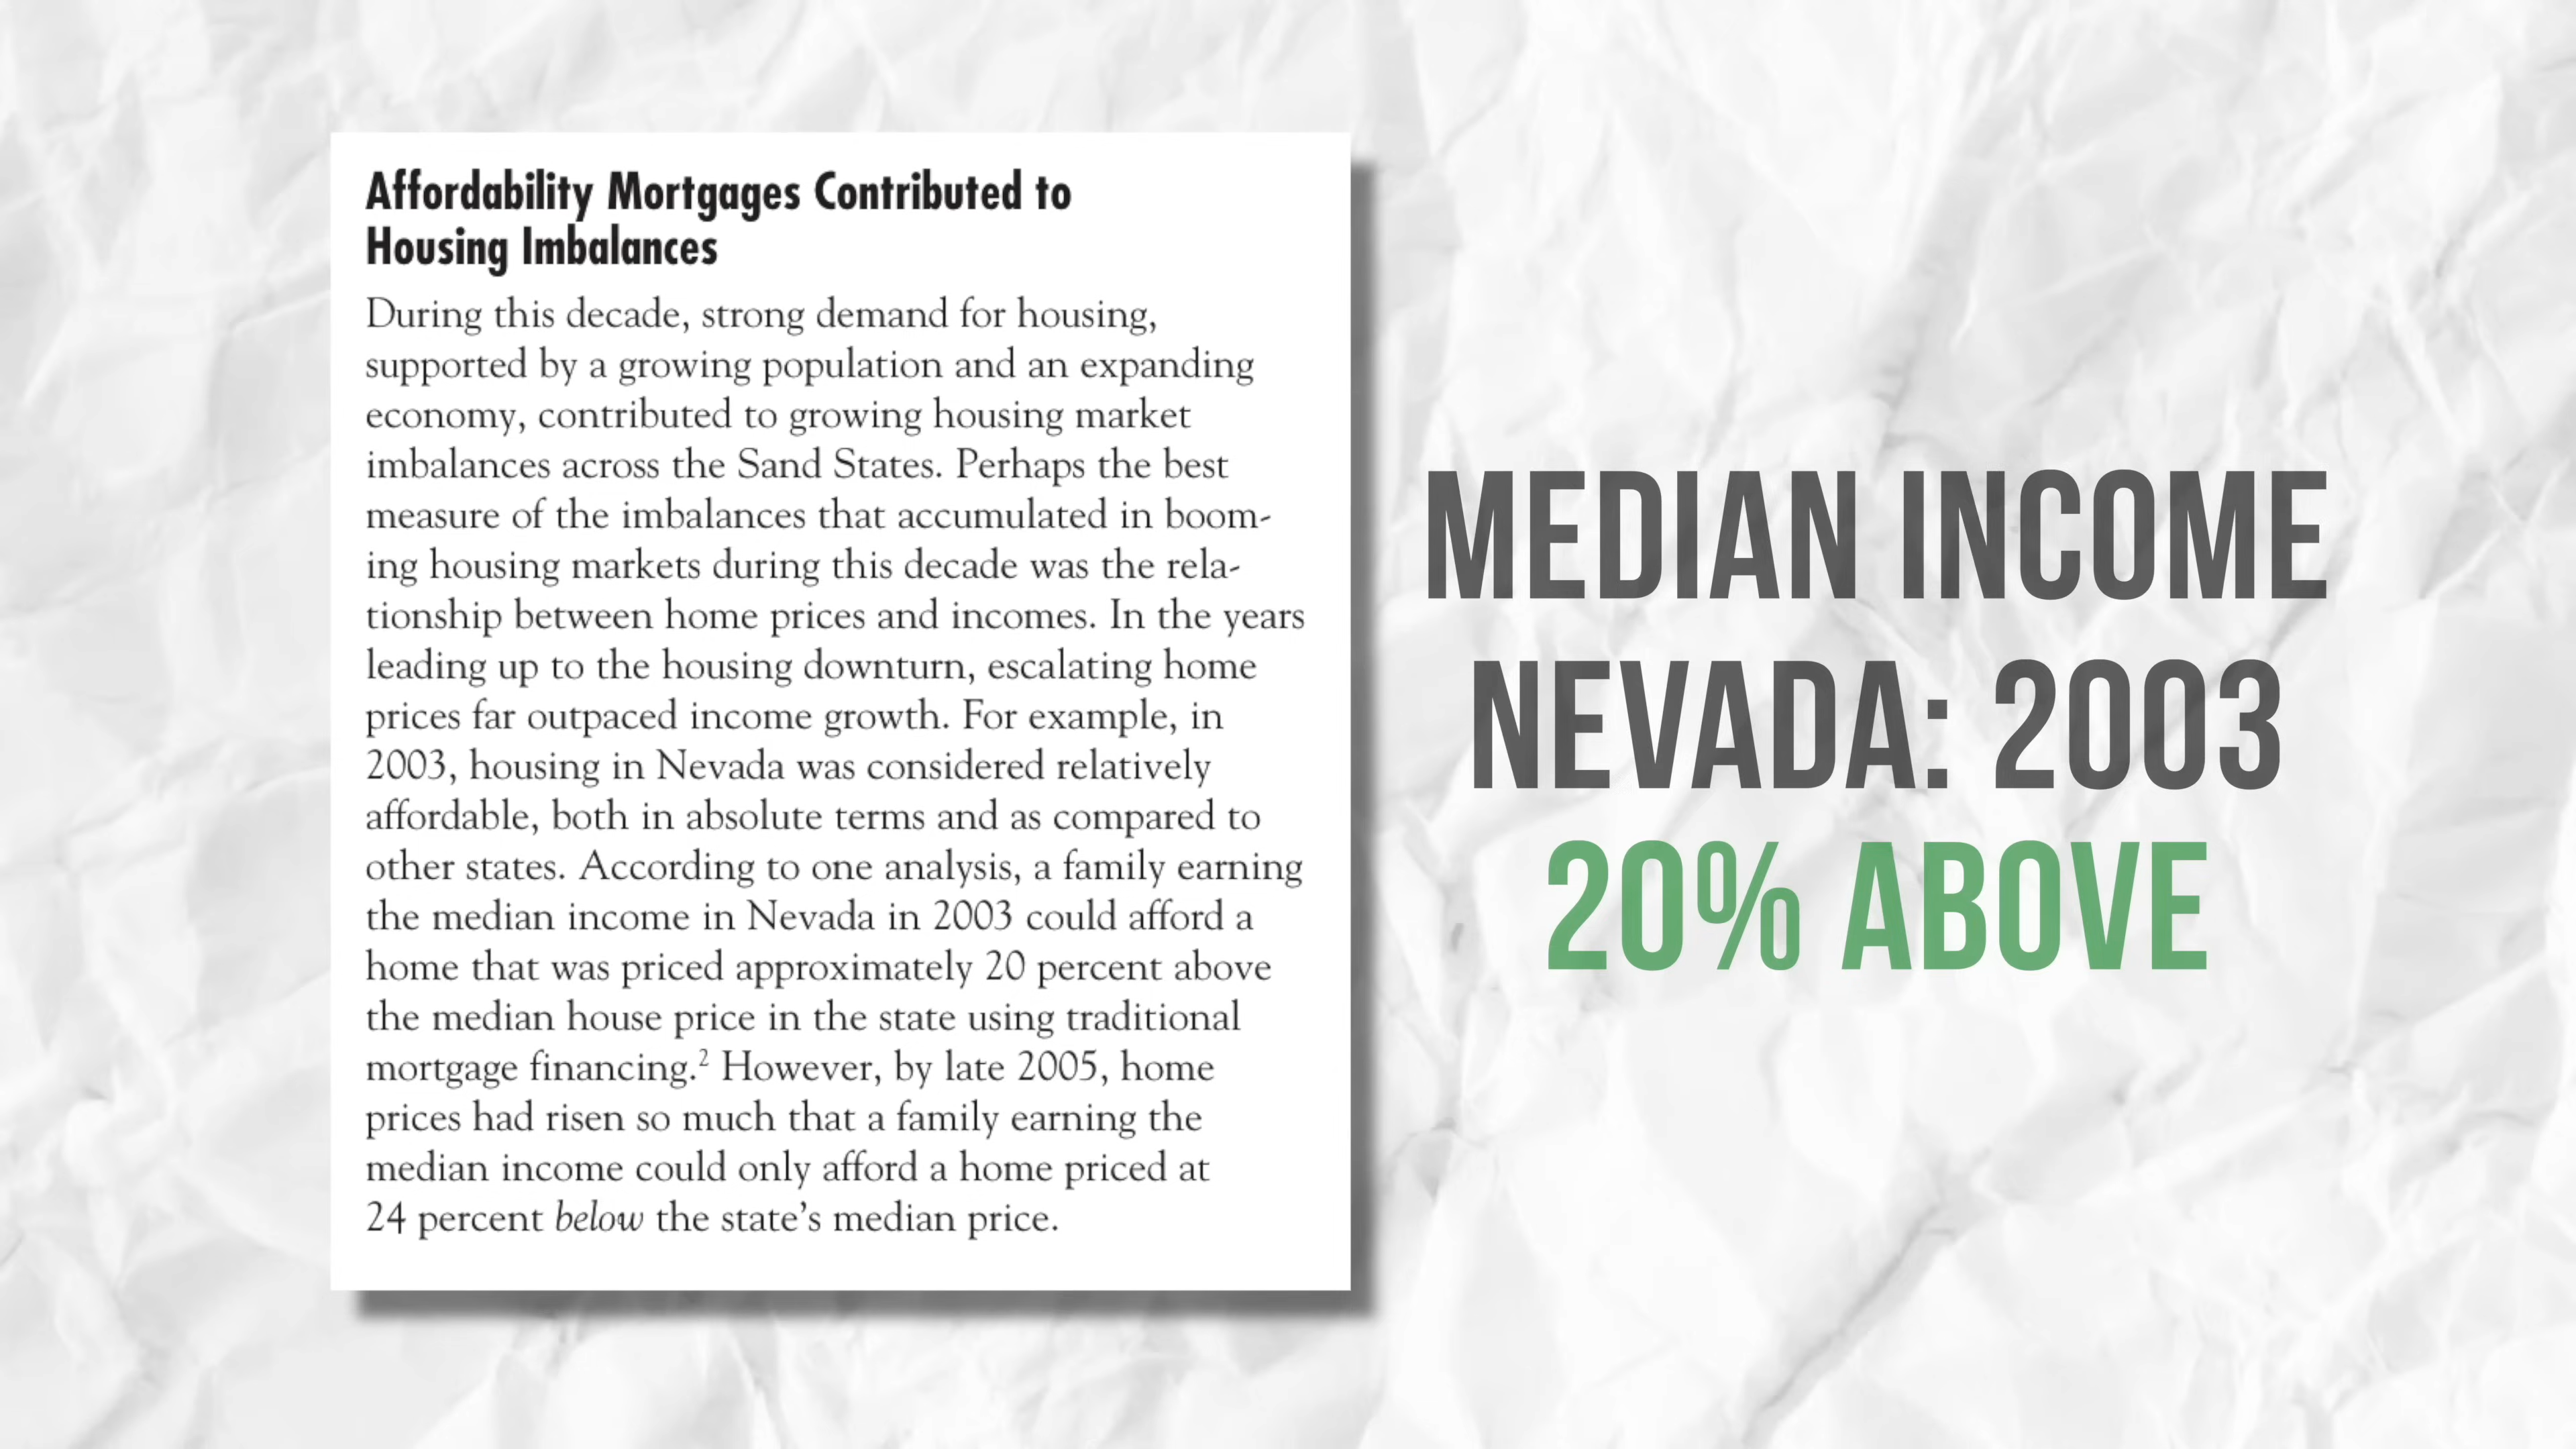 Affordability Mortgages Contributed to
Housing Imbalances
During this decade, strong demand for housing,
supported by a growing population and an expanding
economy, contributed to growing housing market
imbalances across the Sand States. Perhaps the best
measure of the imbalances that accumulated in boom-
ing housing markets during this decade was the rela-
tionship between home prices and incomes. In the years
leading up to the housing downturn, escalating home
prices far outpaced income growth. For example, in
2003, housing in Nevada was considered relatively
affordable, both in absolute terms and as compared to
other states. According to one analysis, a family earning
the median income in Nevada in 2003 could afford a
home that was priced approximately 20 percent above
the median house price in the state using traditional
mortgage financing.² However, by late 2005, home
prices had risen so much that a family earning the
median income could only afford a home priced at
24 percent below the state's median price.
MEDIAN INCOME
NEVADA: 2003
20% ABOVE